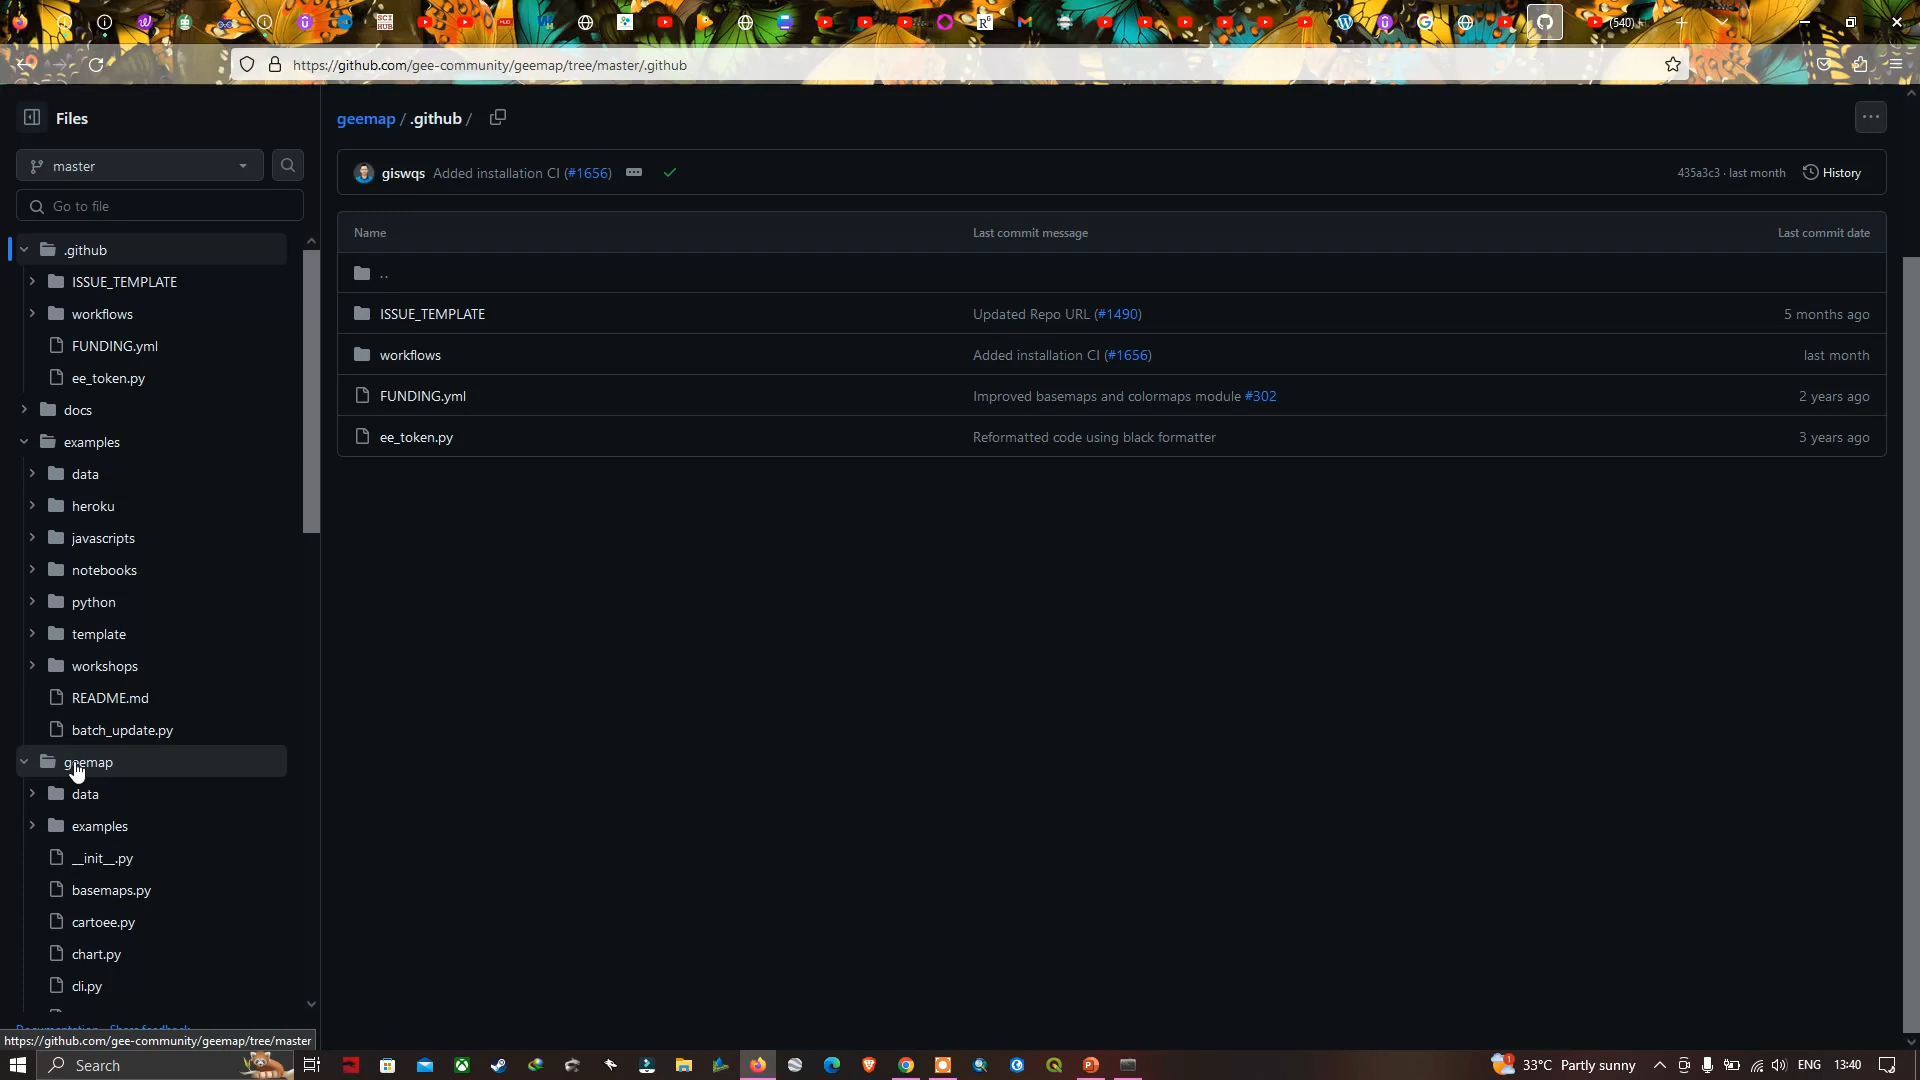 (540)
https://github.com/gee-community/geemap/tree/master/.github
Files
master
Go to file
.github
ISSUE_TEMPLATE
workflows
FUNDING.yml
ee_token.py
docs
examples
data
heroku
javascripts
notebooks
python
template
workshops
README.md
batch_update.py
geemap
data
examples
__init__.py
basemaps.py
cartoee.py
chart.py
cli.py
Documentation · Share feedback
https://github.com/gee-community/geemap/tree/master
geemap / .github /
giswqs Added installation CI (#1656)
435a3c3 · last month History
Name Last commit message Last commit date
..
ISSUE_TEMPLATE Updated Repo URL (#1490) 5 months ago
workflows Added installation CI (#1656) last month
FUNDING.yml Improved basemaps and colormaps module #302 2 years ago
ee_token.py Reformatted code using black formatter 3 years ago
Search
33°C Partly sunny ENG 13:40